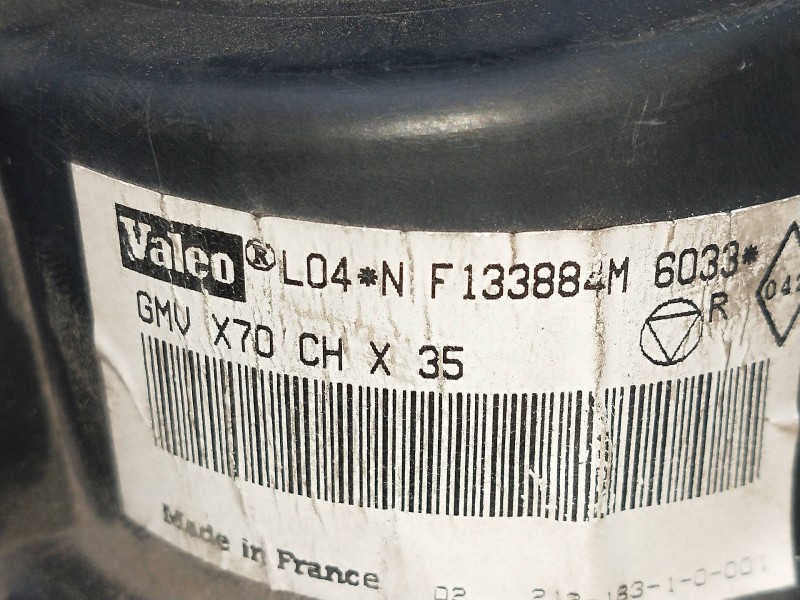 Valeo ® L04*N F133884M 6033*
GMV X70 CH X 35
R
Made in France